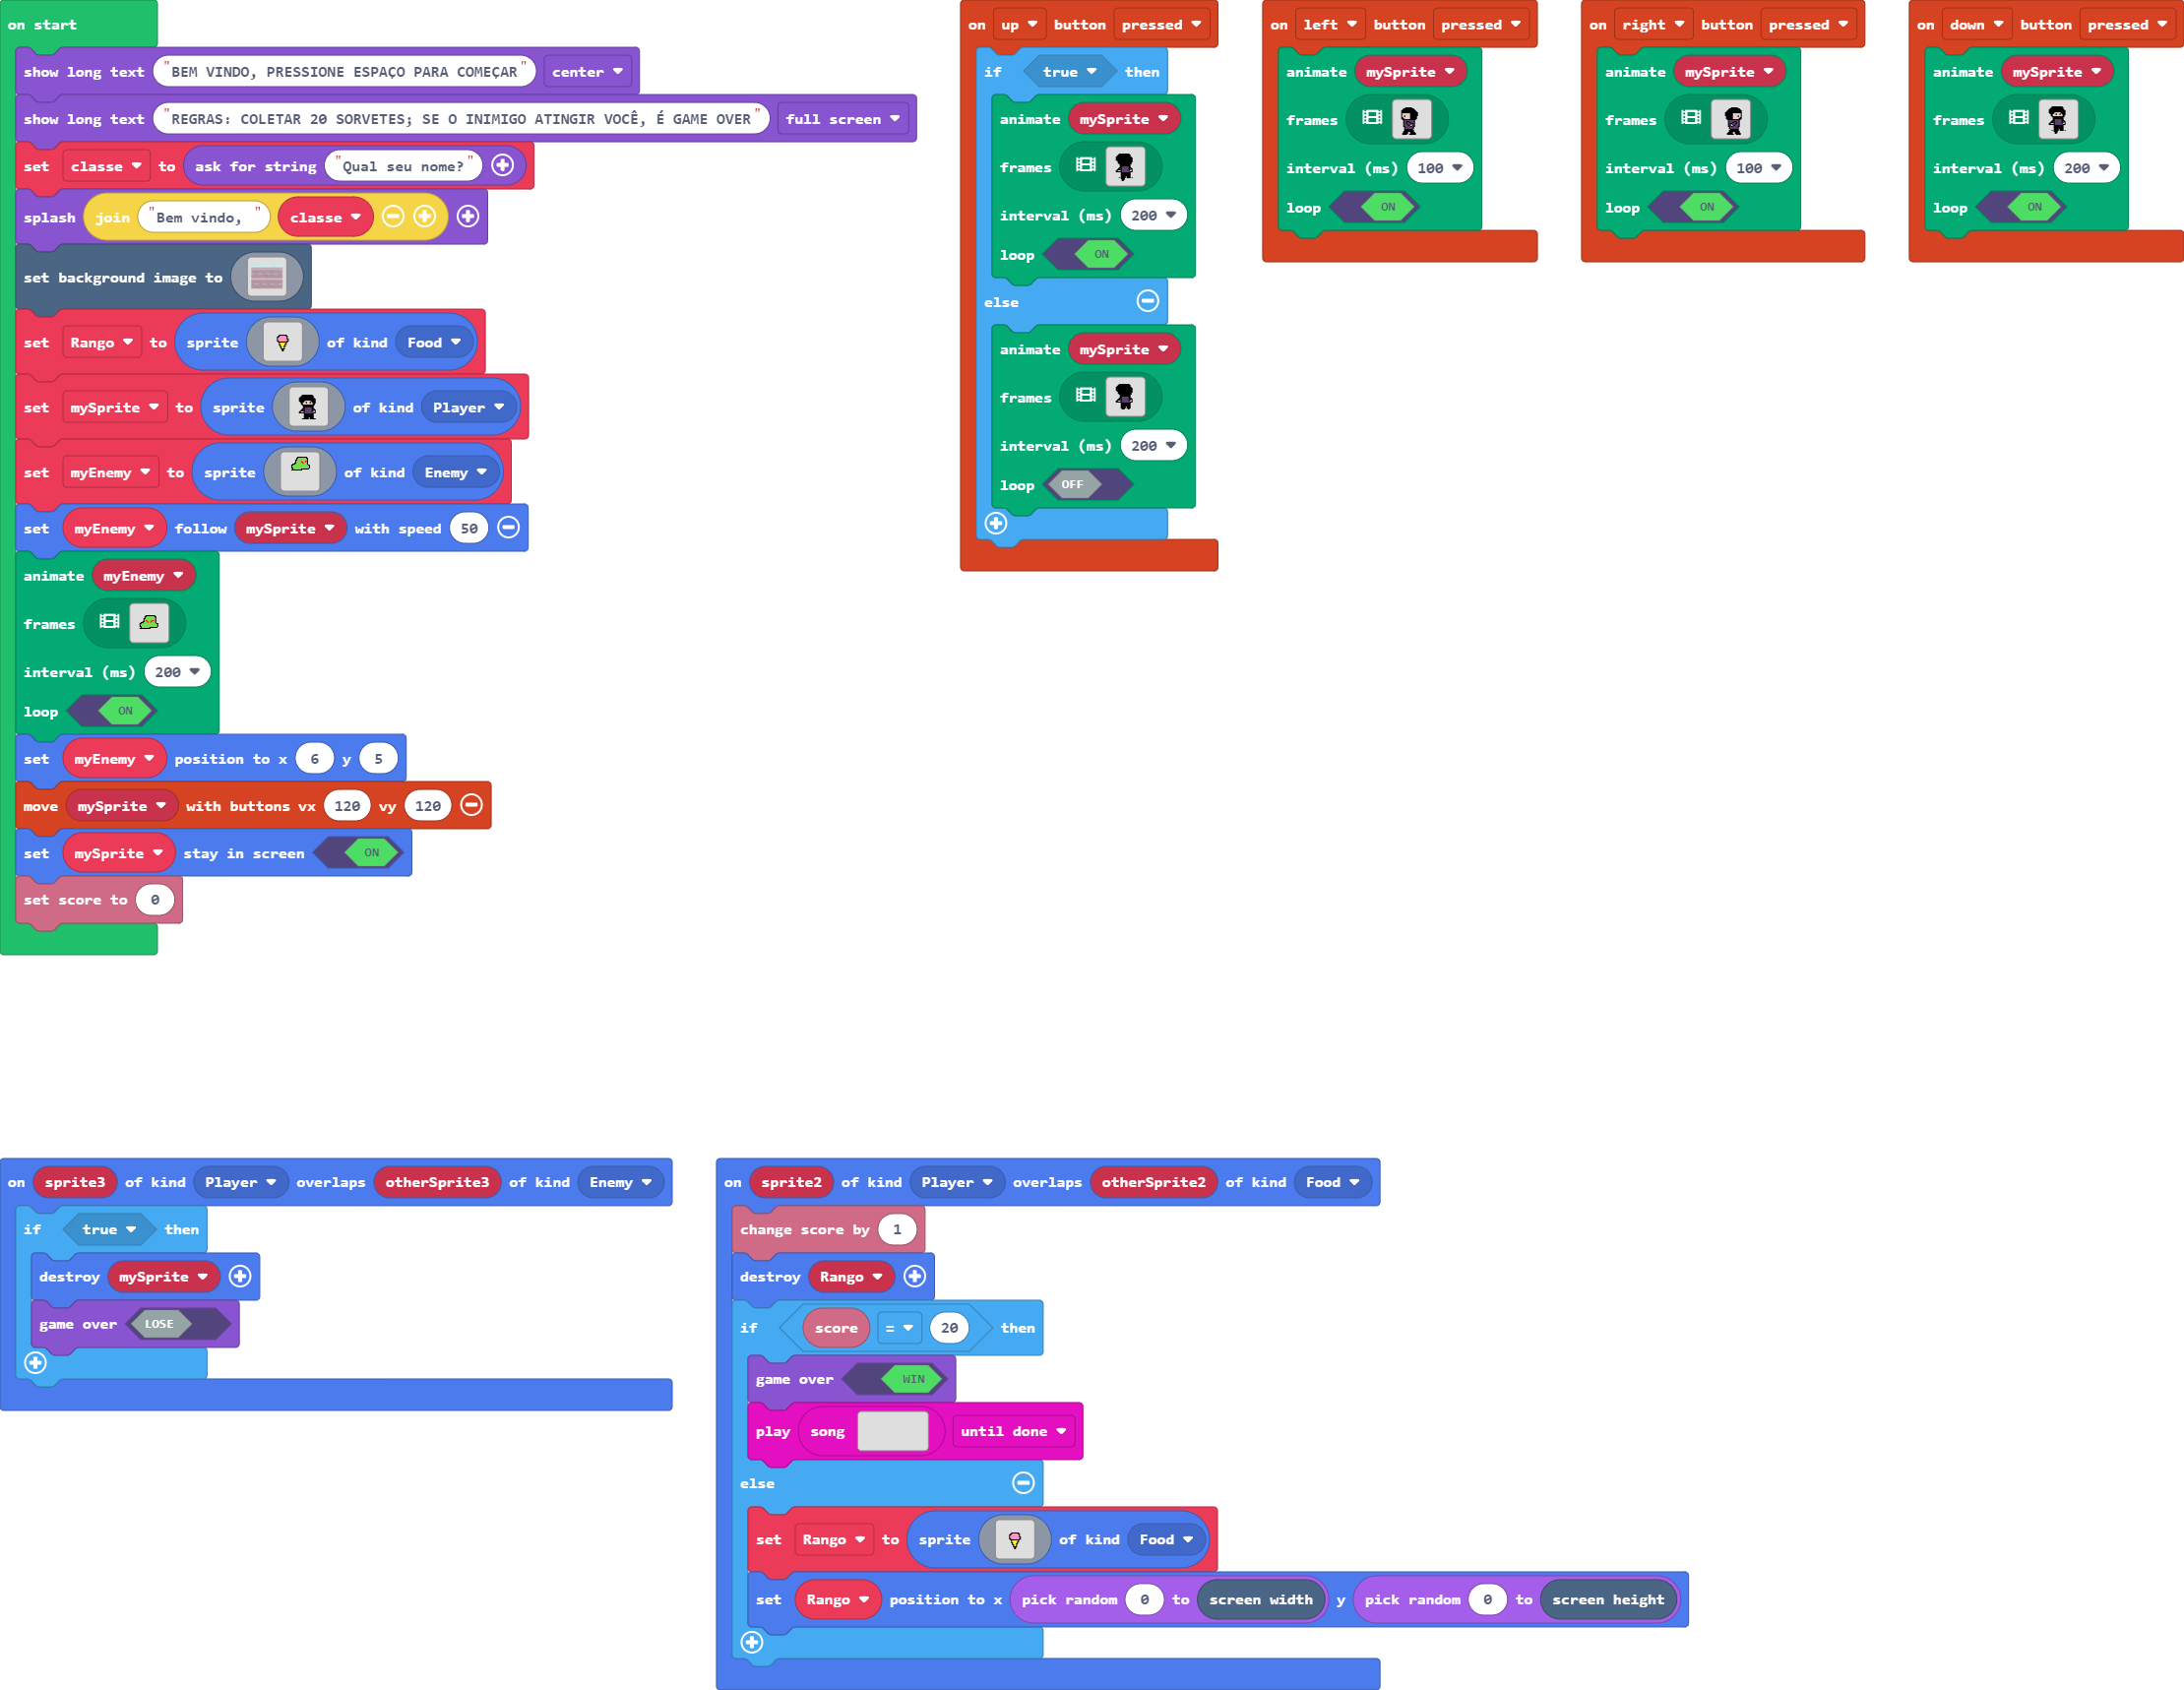 on start
show long text "BEM VINDO, PRESSIONE ESPAÇO PARA COMEÇAR" center
show long text "REGRAS: COLETAR 20 SORVETES; SE O INIMIGO ATINGIR VOCÊ, É GAME OVER" full screen
set classe to ask for string "Qual seu nome?"
splash join "Bem vindo, " classe
set background image to
set Rango to sprite of kind Food
set mySprite to sprite of kind Player
set myEnemy to sprite of kind Enemy
set myEnemy follow mySprite with speed 50
animate myEnemy
frames
interval (ms) 200
loop ON
set myEnemy position to x 6 y 5
move mySprite with buttons vx 120 vy 120
set mySprite stay in screen ON
set score to 0
on up button pressed
if true then
animate mySprite
frames
interval (ms) 200
loop ON
else
animate mySprite
frames
interval (ms) 200
loop OFF
on left button pressed
animate mySprite
frames
interval (ms) 100
loop ON
on right button pressed
animate mySprite
frames
interval (ms) 100
loop ON
on down button pressed
animate mySprite
frames
interval (ms) 200
loop ON
on sprite3 of kind Player overlaps otherSprite3 of kind Enemy
if true then
destroy mySprite
game over LOSE
on sprite2 of kind Player overlaps otherSprite2 of kind Food
change score by 1
destroy Rango
if score = 20 then
game over WIN
play song until done
else
set Rango to sprite of kind Food
set Rango position to x pick random 0 to screen width y pick random 0 to screen height